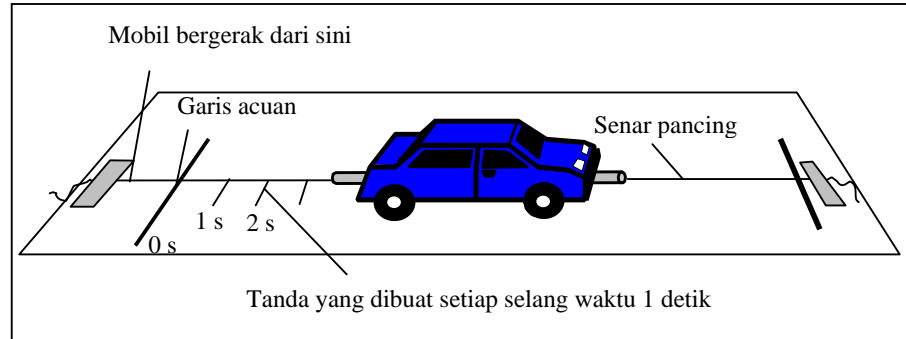 Mobil bergerak dari sini
Garis acuan
Senar pancing
1 s
2 s
0 s
Tanda yang dibuat setiap selang waktu 1 detik